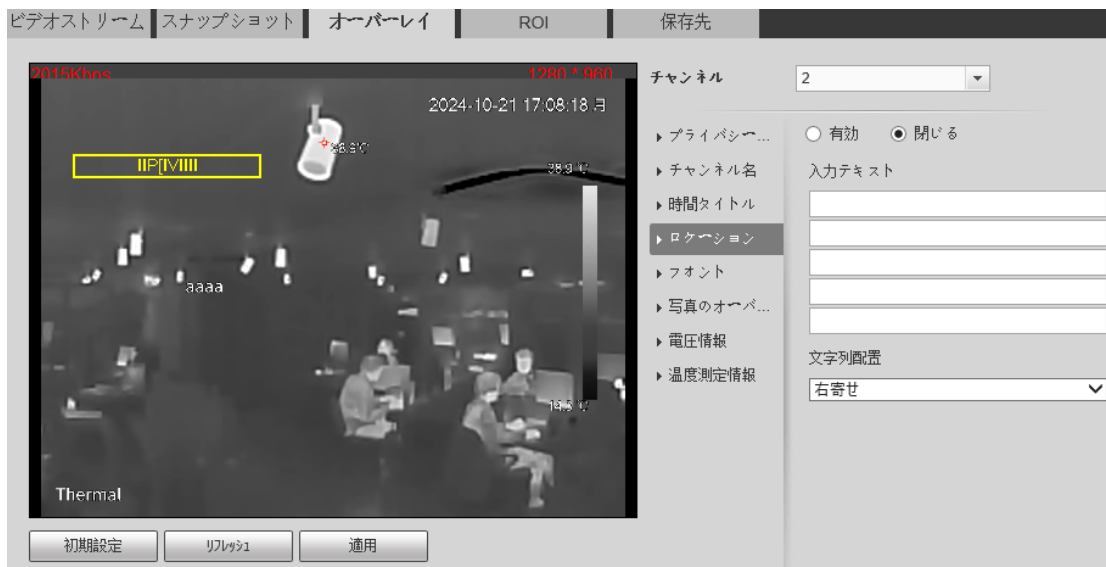 ビデオストリーム スナップショット オーバーレイ ROI 保存先
2015Kbps 1280 * 960
2024-10-21 17:08:18 月
38.9℃
38.9℃
aaaa
14.5℃
Thermal
初期設定 リフレッシュ 適用
チャンネル 2
プライバシー...
チャンネル名
時間タイトル
ロケーション
フォント
写真のオーバ...
電圧情報
温度測定情報
有効 閉じる
入力テキスト
文字列配置
右寄せ